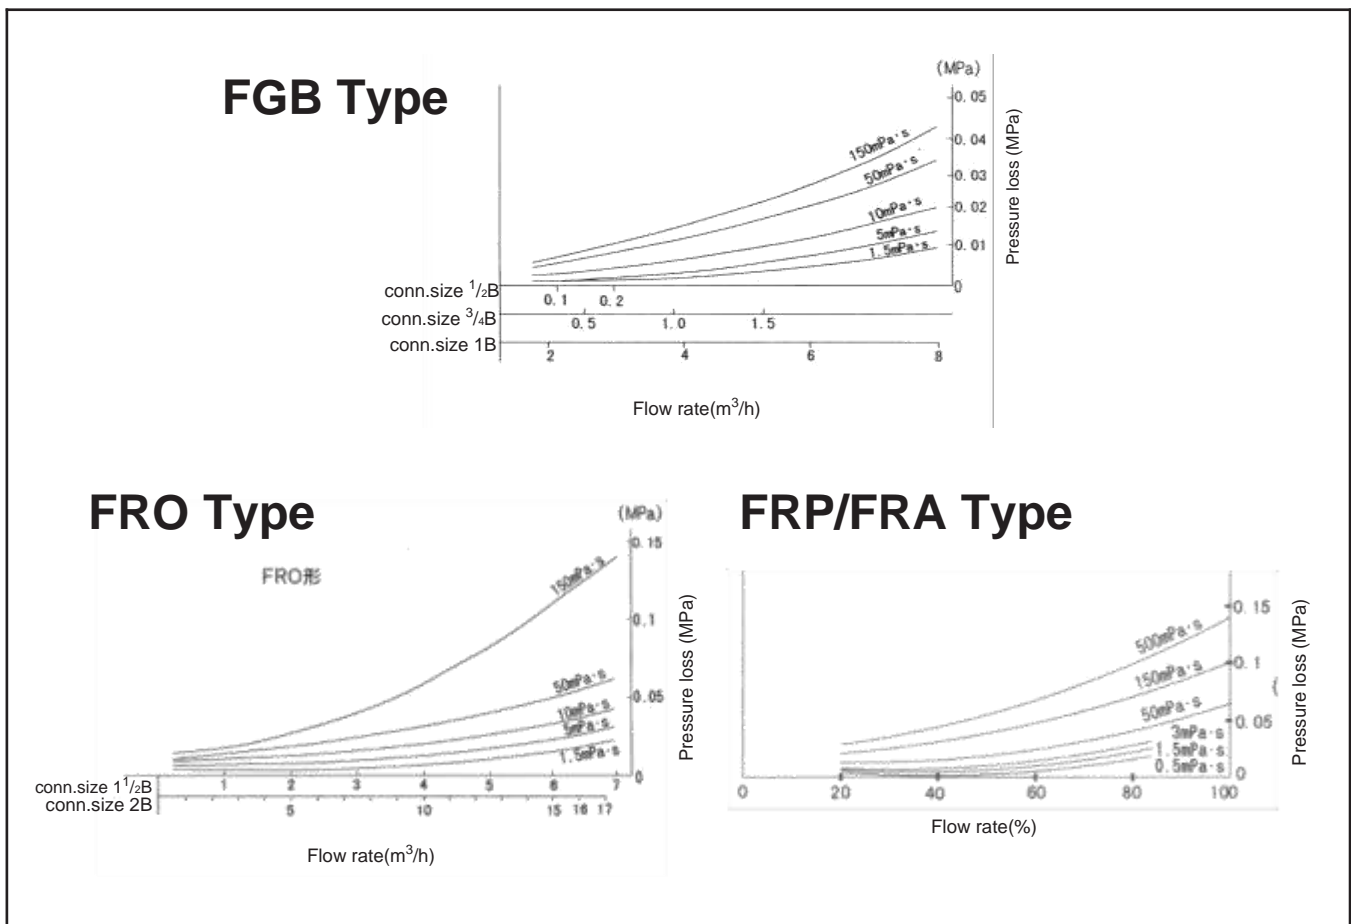 FGB Type
(MPa)
0.05
0.04
0.03
0.02
0.01
0
Pressure loss (MPa)
150mPa·s
50mPa·s
10mPa·s
5mPa·s
1.5mPa·s
conn.size 1/2B
0.1 0.2
conn.size 3/4B
0.5 1.0 1.5
conn.size 1B
2 4 6 8
Flow rate(m³/h)
FRO Type
(MPa)
FRO形
0.15
0.1
0.05
0
Pressure loss (MPa)
150mPa·s
50mPa·s
10mPa·s
5mPa·s
1.5mPa·s
conn.size 1 1/2B
1 2 3 4 5 6 7
conn.size 2B
5 10 15 16 17
Flow rate(m³/h)
FRP/FRA Type
0.15
0.1
0.05
0
Pressure loss (MPa)
500mPa·s
150mPa·s
50mPa·s
3mPa·s
1.5mPa·s
0.5mPa·s
0 20 40 60 80 100
Flow rate(%)